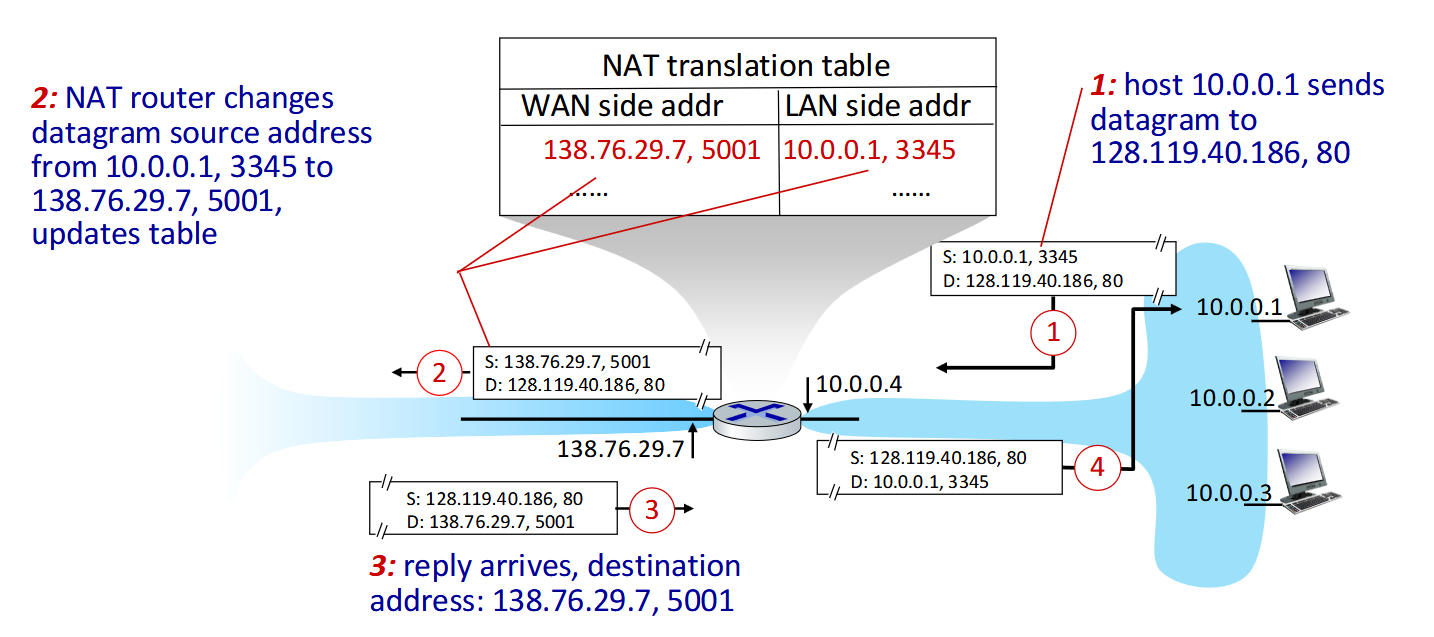 NAT translation table
WAN side addr LAN side addr
138.76.29.7, 5001 10.0.0.1, 3345
...... ......
2: NAT router changes
datagram source address
from 10.0.0.1, 3345 to
138.76.29.7, 5001,
updates table
1: host 10.0.0.1 sends
datagram to
128.119.40.186, 80
S: 10.0.0.1, 3345
D: 128.119.40.186, 80
1
10.0.0.1
2
S: 138.76.29.7, 5001
D: 128.119.40.186, 80
10.0.0.4
10.0.0.2
138.76.29.7
S: 128.119.40.186, 80
D: 10.0.0.1, 3345
4
10.0.0.3
S: 128.119.40.186, 80
D: 138.76.29.7, 5001
3
3: reply arrives, destination
address: 138.76.29.7, 5001